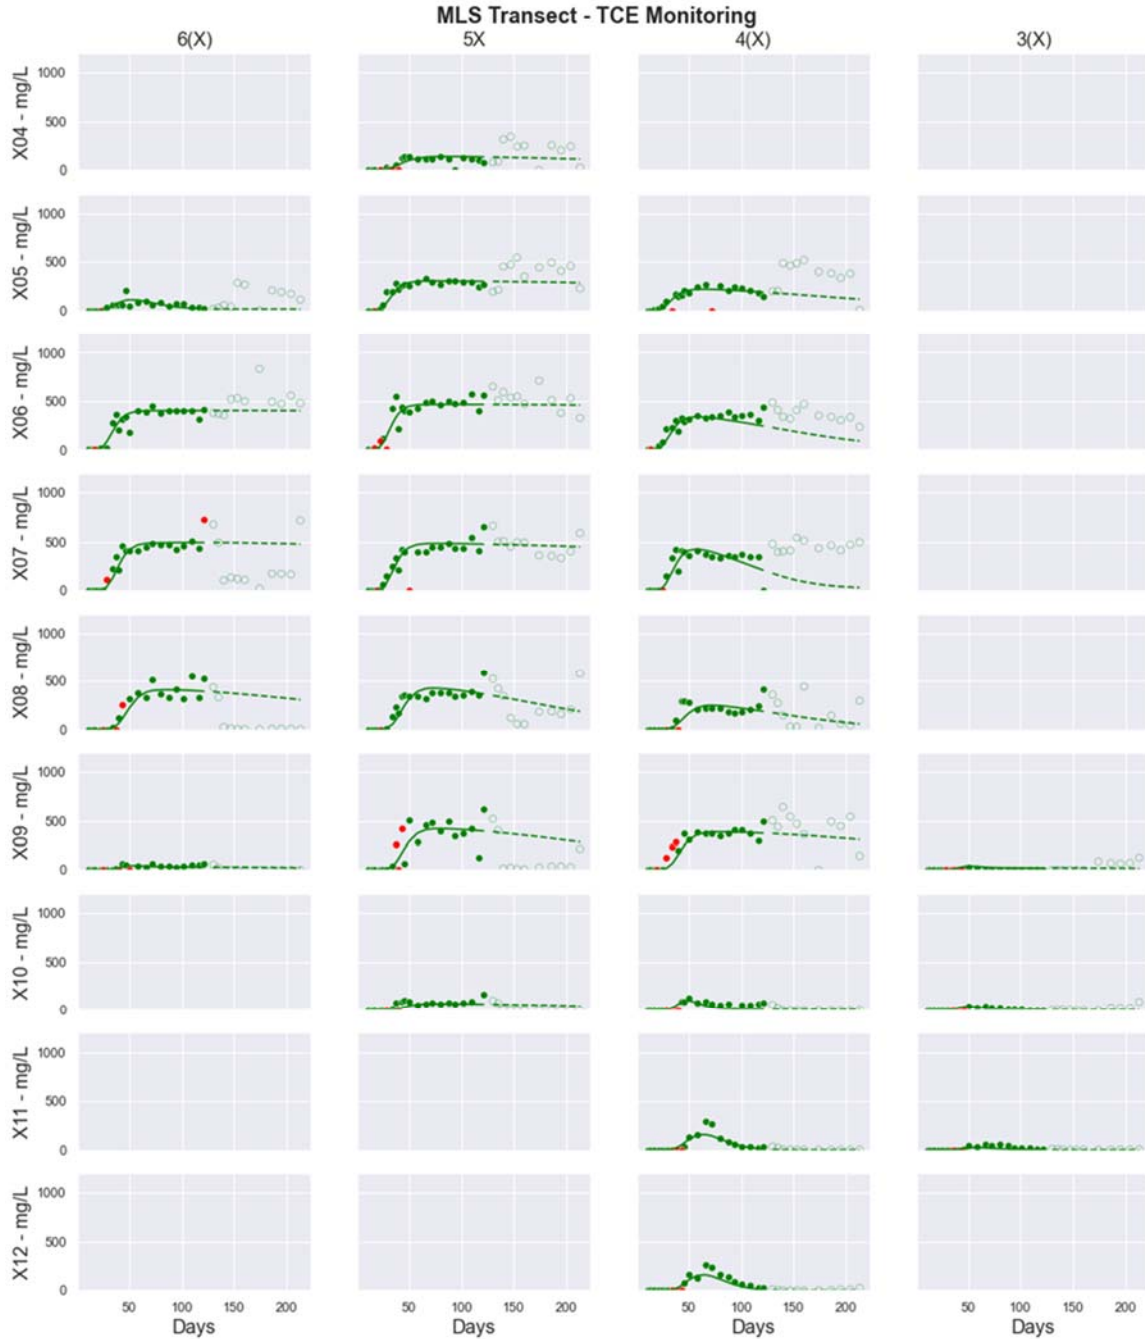 MLS Transect - TCE Monitoring
6(X) 5X 4(X) 3(X)
X04 - mg/L
1000
500
0
X05 - mg/L
1000
500
0
X06 - mg/L
1000
500
0
X07 - mg/L
1000
500
0
X08 - mg/L
1000
500
0
X09 - mg/L
1000
500
0
X10 - mg/L
1000
500
0
X11 - mg/L
1000
500
0
X12 - mg/L
1000
500
0
50 100 150 200 50 100 150 200 50 100 150 200 50 100 150 200
Days Days Days Days